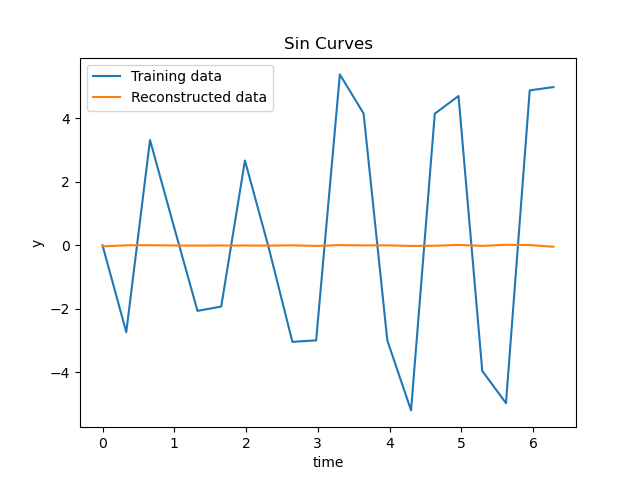 Sin Curves
Training data
Reconstructed data
4
2
0
−2
−4
y
0 1 2 3 4 5 6
time